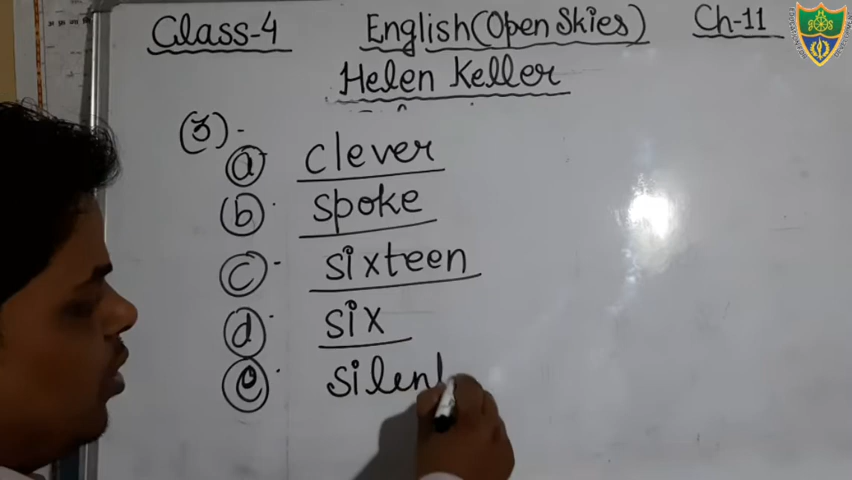 Class-4 English(Open Skies) Ch-11
Helen Keller
(3)-
(a) clever
(b) spoke
(c) - sixteen
(d) six
(e) silent